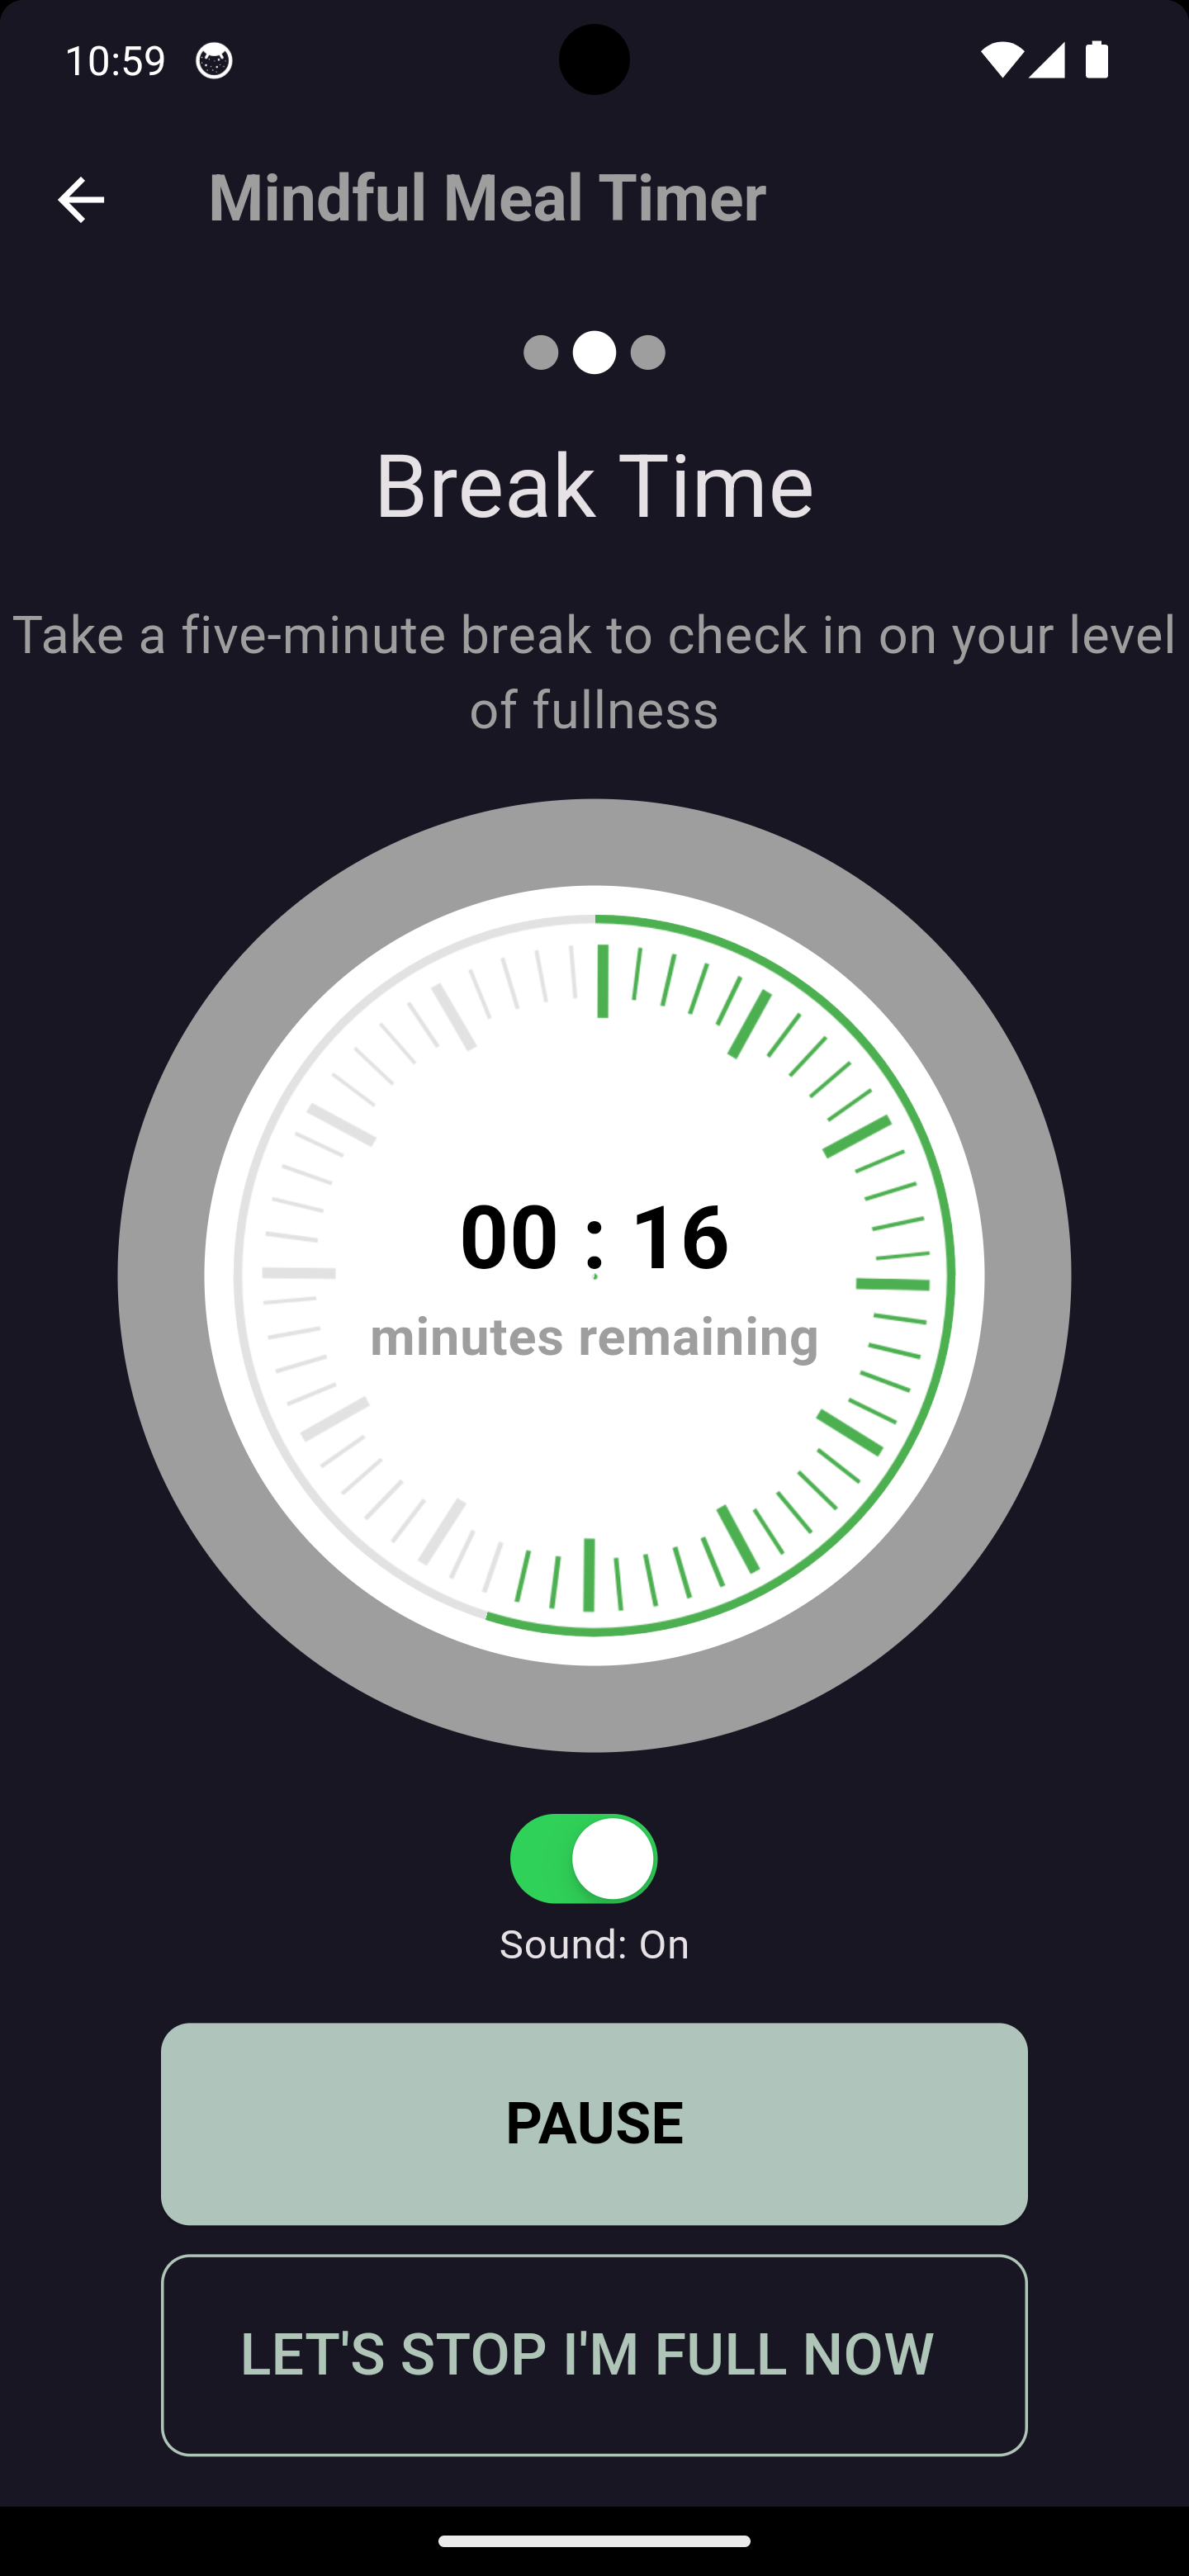 10:59
Mindful Meal Timer
Break Time
Take a five-minute break to check in on your level
of fullness
00 : 16
minutes remaining
Sound: On
PAUSE
LET'S STOP I'M FULL NOW